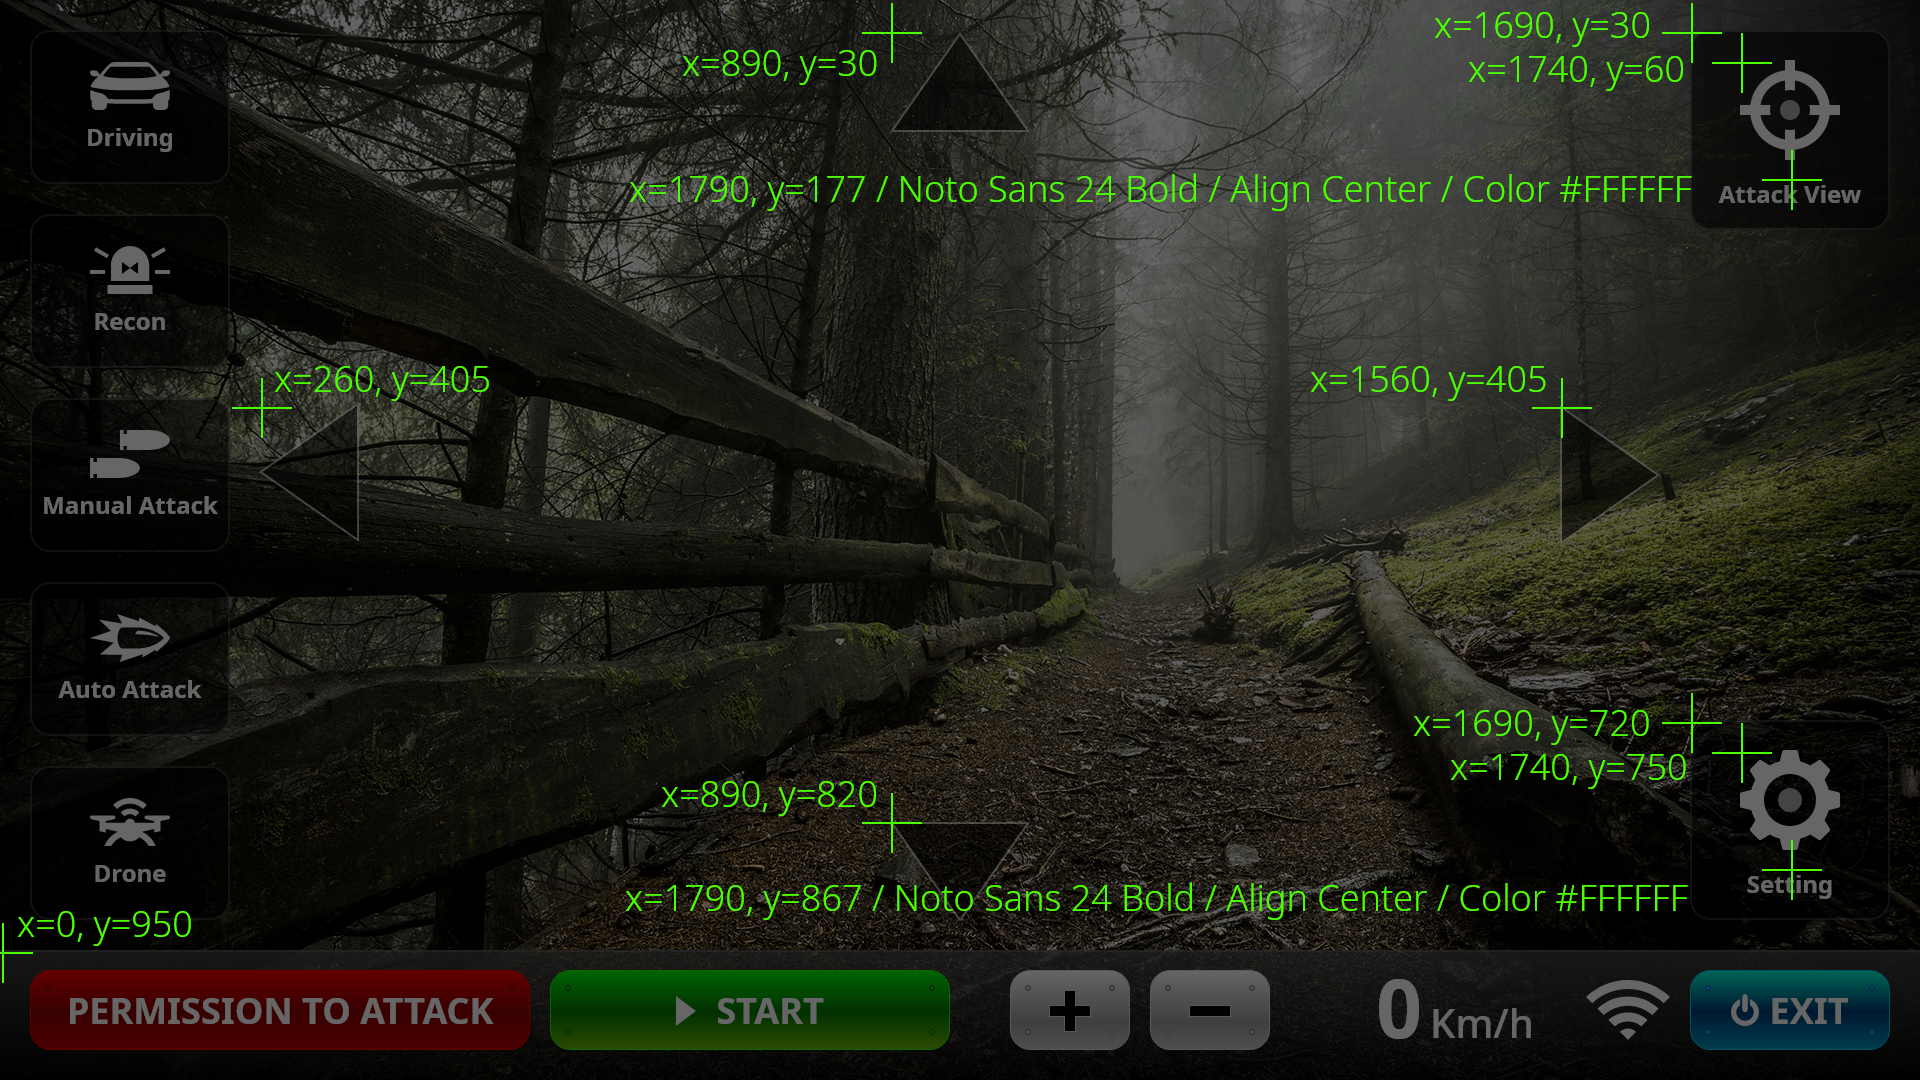 x=1690, y=30
x=890, y=30
x=1740, y=60
Driving
x=1790, y=177 / Noto Sans 24 Bold / Align Center / Color #FFFFFF
Attack View
Recon
x=260, y=405
x=1560, y=405
Manual Attack
Auto Attack
x=1690, y=720
x=1740, y=750
x=890, y=820
Drone
x=1790, y=867 / Noto Sans 24 Bold / Align Center / Color #FFFFFF
Setting
x=0, y=950
PERMISSION TO ATTACK
START
+
−
0 Km/h
EXIT